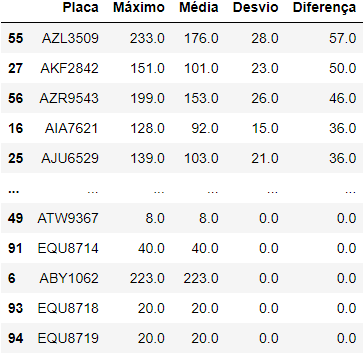 Placa Máximo Média Desvio Diferença
55 AZL3509 233.0 176.0 28.0 57.0
27 AKF2842 151.0 101.0 23.0 50.0
56 AZR9543 199.0 153.0 26.0 46.0
16 AIA7621 128.0 92.0 15.0 36.0
25 AJU6529 139.0 103.0 21.0 36.0
... ... ... ... ... ...
49 ATW9367 8.0 8.0 0.0 0.0
91 EQU8714 40.0 40.0 0.0 0.0
6 ABY1062 223.0 223.0 0.0 0.0
93 EQU8718 20.0 20.0 0.0 0.0
94 EQU8719 20.0 20.0 0.0 0.0